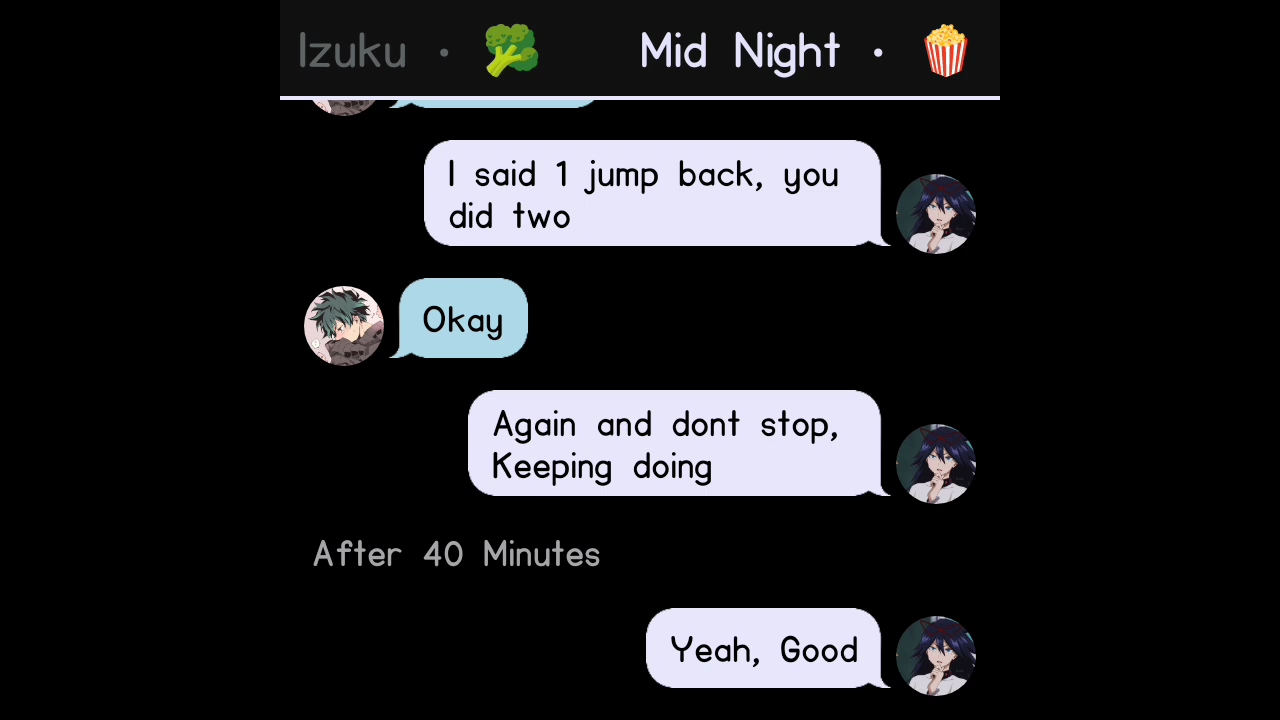 Izuku • Mid Night •
I said 1 jump back, you
did two
Okay
Again and dont stop,
Keeping doing
After 40 Minutes
Yeah, Good